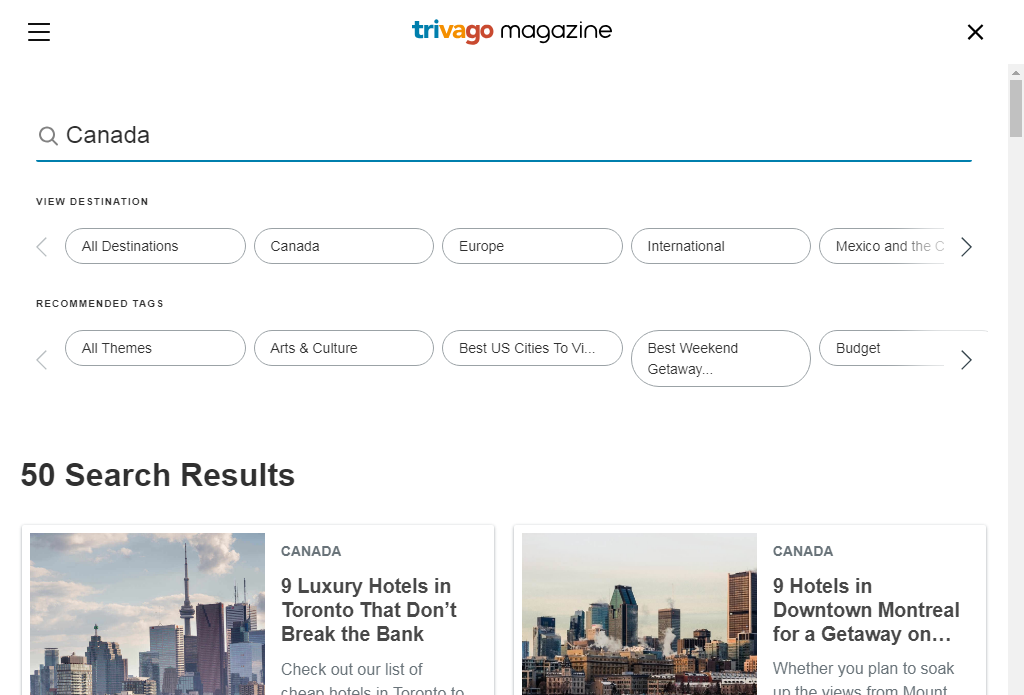 trivago magazine
Canada
VIEW DESTINATION
All Destinations
Canada
Europe
International
Mexico and the C
RECOMMENDED TAGS
All Themes
Arts & Culture
Best US Cities To Vi...
Best Weekend
Getaway...
Budget
50 Search Results
CANADA
9 Luxury Hotels in
Toronto That Don’t
Break the Bank
Check out our list of
cheap hotels in Toronto to
CANADA
9 Hotels in
Downtown Montreal
for a Getaway on…
Whether you plan to soak
up the views from Mount